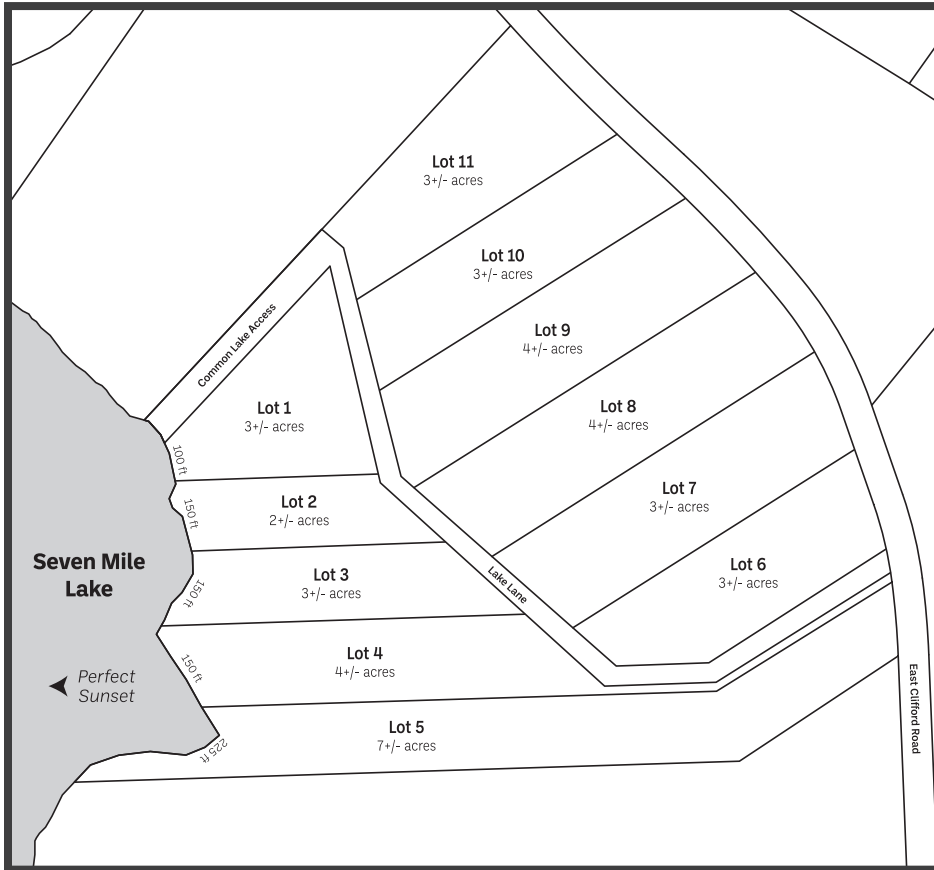 Lot 11
3+/- acres
Lot 10
3+/- acres
Lot 9
4+/- acres
Common Lake Access
Lot 1
3+/- acres
Lot 8
4+/- acres
100 ft
Lot 2
2+/- acres
Lot 7
3+/- acres
150 ft
Seven Mile
Lake
Lot 3
3+/- acres
Lake Lane
Lot 6
3+/- acres
150 ft
Lot 4
4+/- acres
150 ft
Perfect
Sunset
East Clifford Road
Lot 5
7+/- acres
225 ft